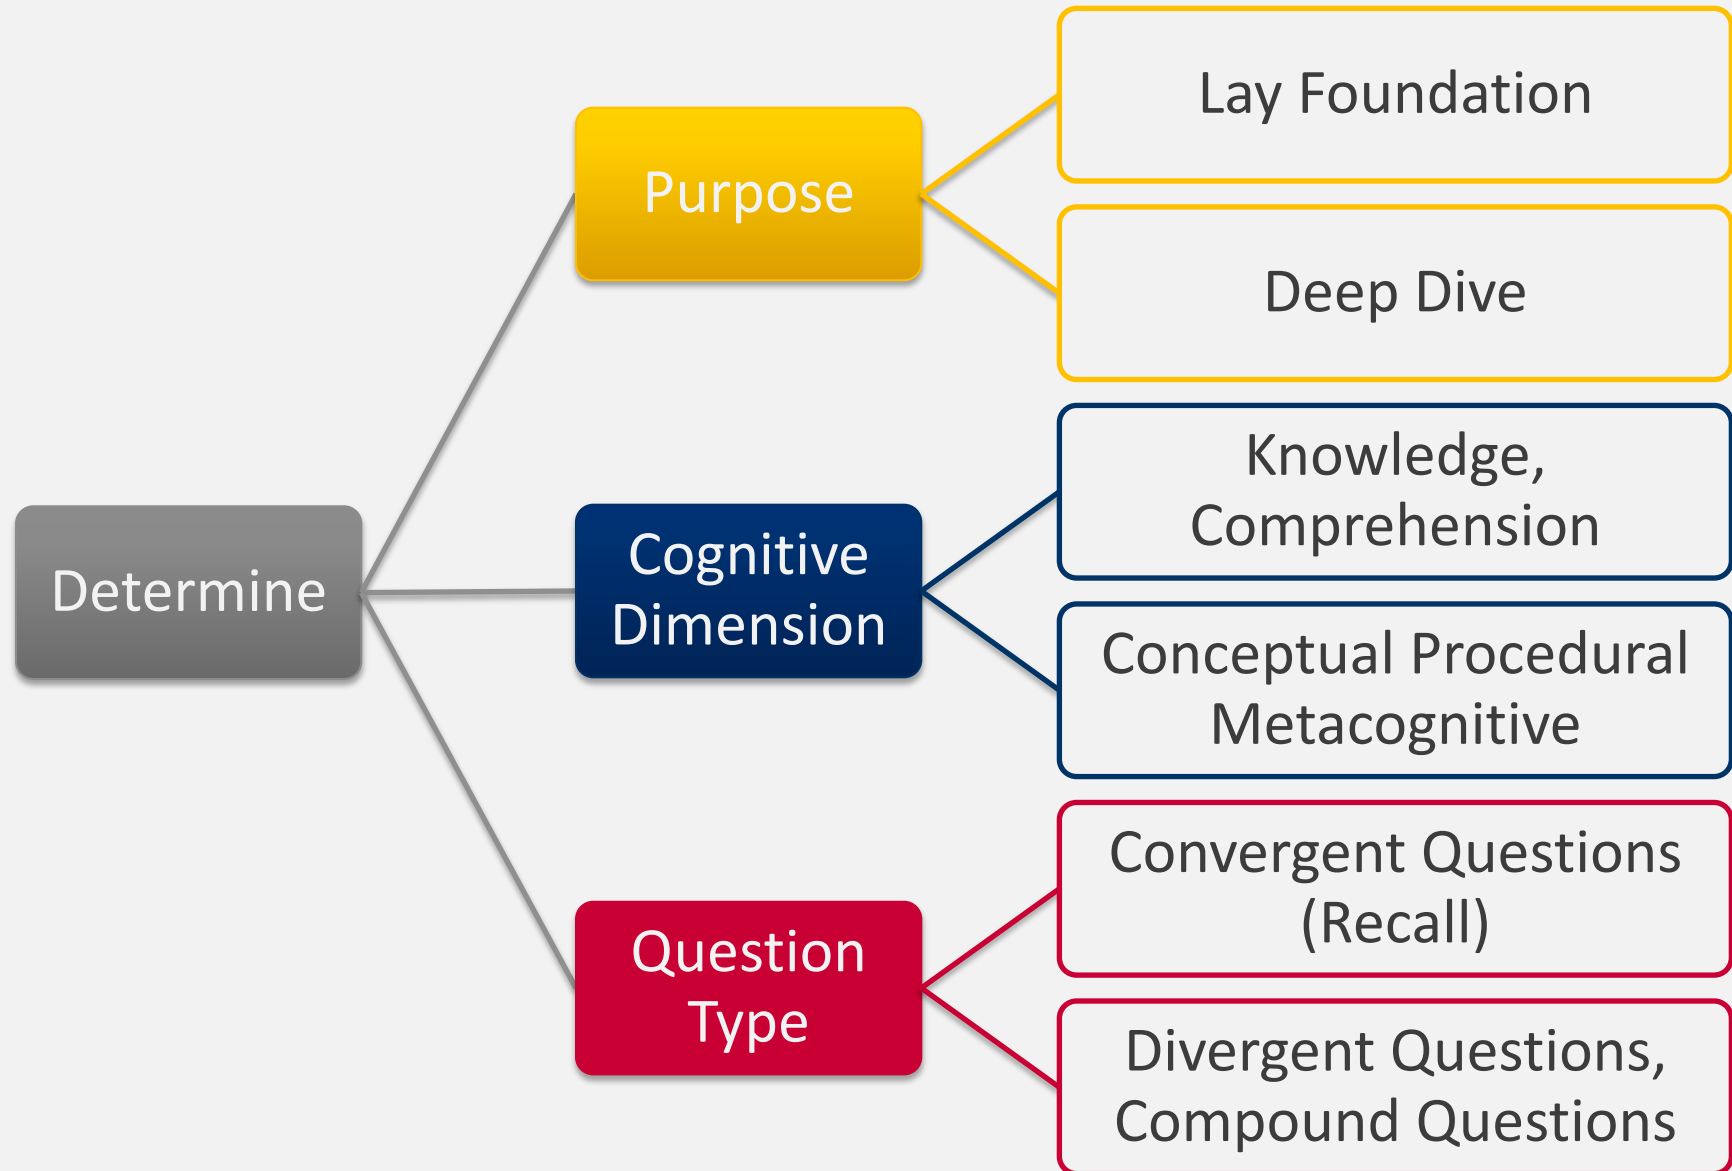 Determine
Purpose
Lay Foundation
Deep Dive
Cognitive
Dimension
Knowledge,
Comprehension
Conceptual Procedural
Metacognitive
Question
Type
Convergent Questions
(Recall)
Divergent Questions,
Compound Questions